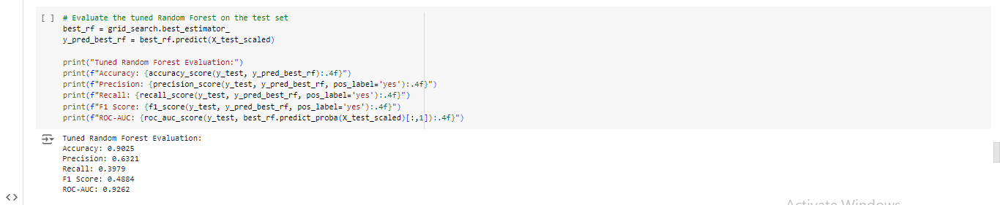 [ ] # Evaluate the tuned Random Forest on the test set
best_rf = grid_search.best_estimator_
y_pred_best_rf = best_rf.predict(X_test_scaled)
print("Tuned Random Forest Evaluation:")
print(f"Accuracy: {accuracy_score(y_test, y_pred_best_rf):.4f}")
print(f"Precision: {precision_score(y_test, y_pred_best_rf, pos_label='yes'):.4f}")
print(f"Recall: {recall_score(y_test, y_pred_best_rf, pos_label='yes'):.4f}")
print(f"F1 Score: {f1_score(y_test, y_pred_best_rf, pos_label='yes'):.4f}")
print(f"ROC-AUC: {roc_auc_score(y_test, best_rf.predict_proba(X_test_scaled)[:,1]):.4f}")
Tuned Random Forest Evaluation:
Accuracy: 0.9025
Precision: 0.6321
Recall: 0.3979
F1 Score: 0.4884
ROC-AUC: 0.9262
Activate Windows